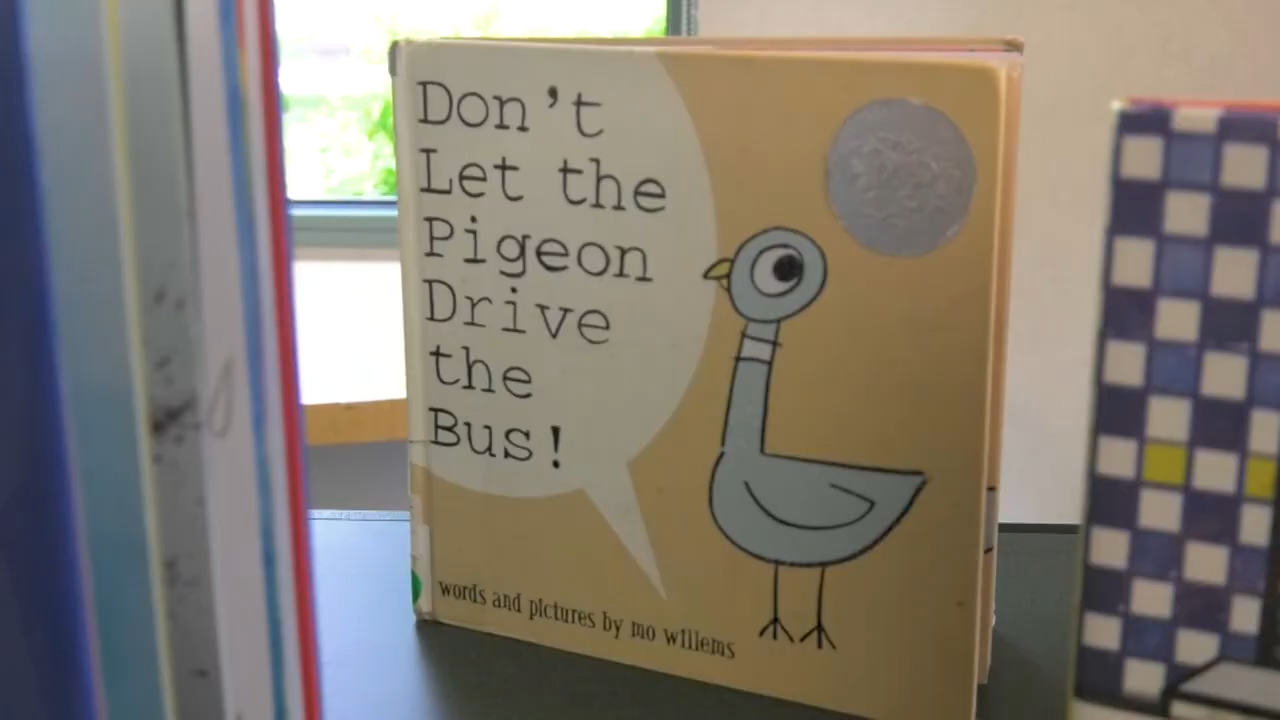 Don't
Let the
Pigeon
Drive
the
Bus!
words and pictures by mo willems